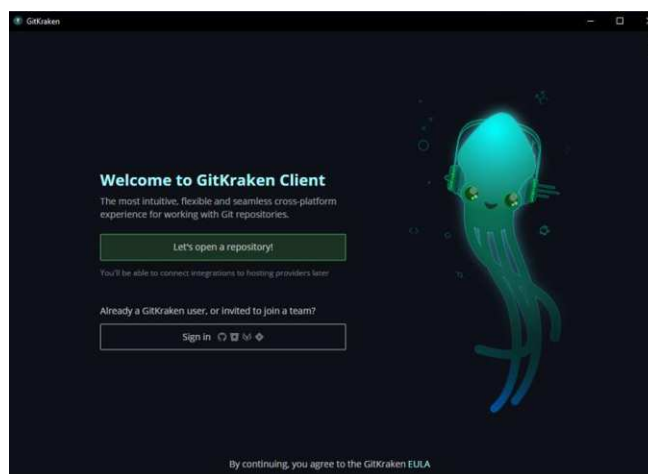 GitKraken
Welcome to GitKraken Client
The most intuitive, flexible and seamless cross-platform
experience for working with Git repositories.
Let's open a repository!
You'll be able to connect integrations to hosting providers later
Already a GitKraken user, or invited to join a team?
Sign in
By continuing, you agree to the GitKraken EULA